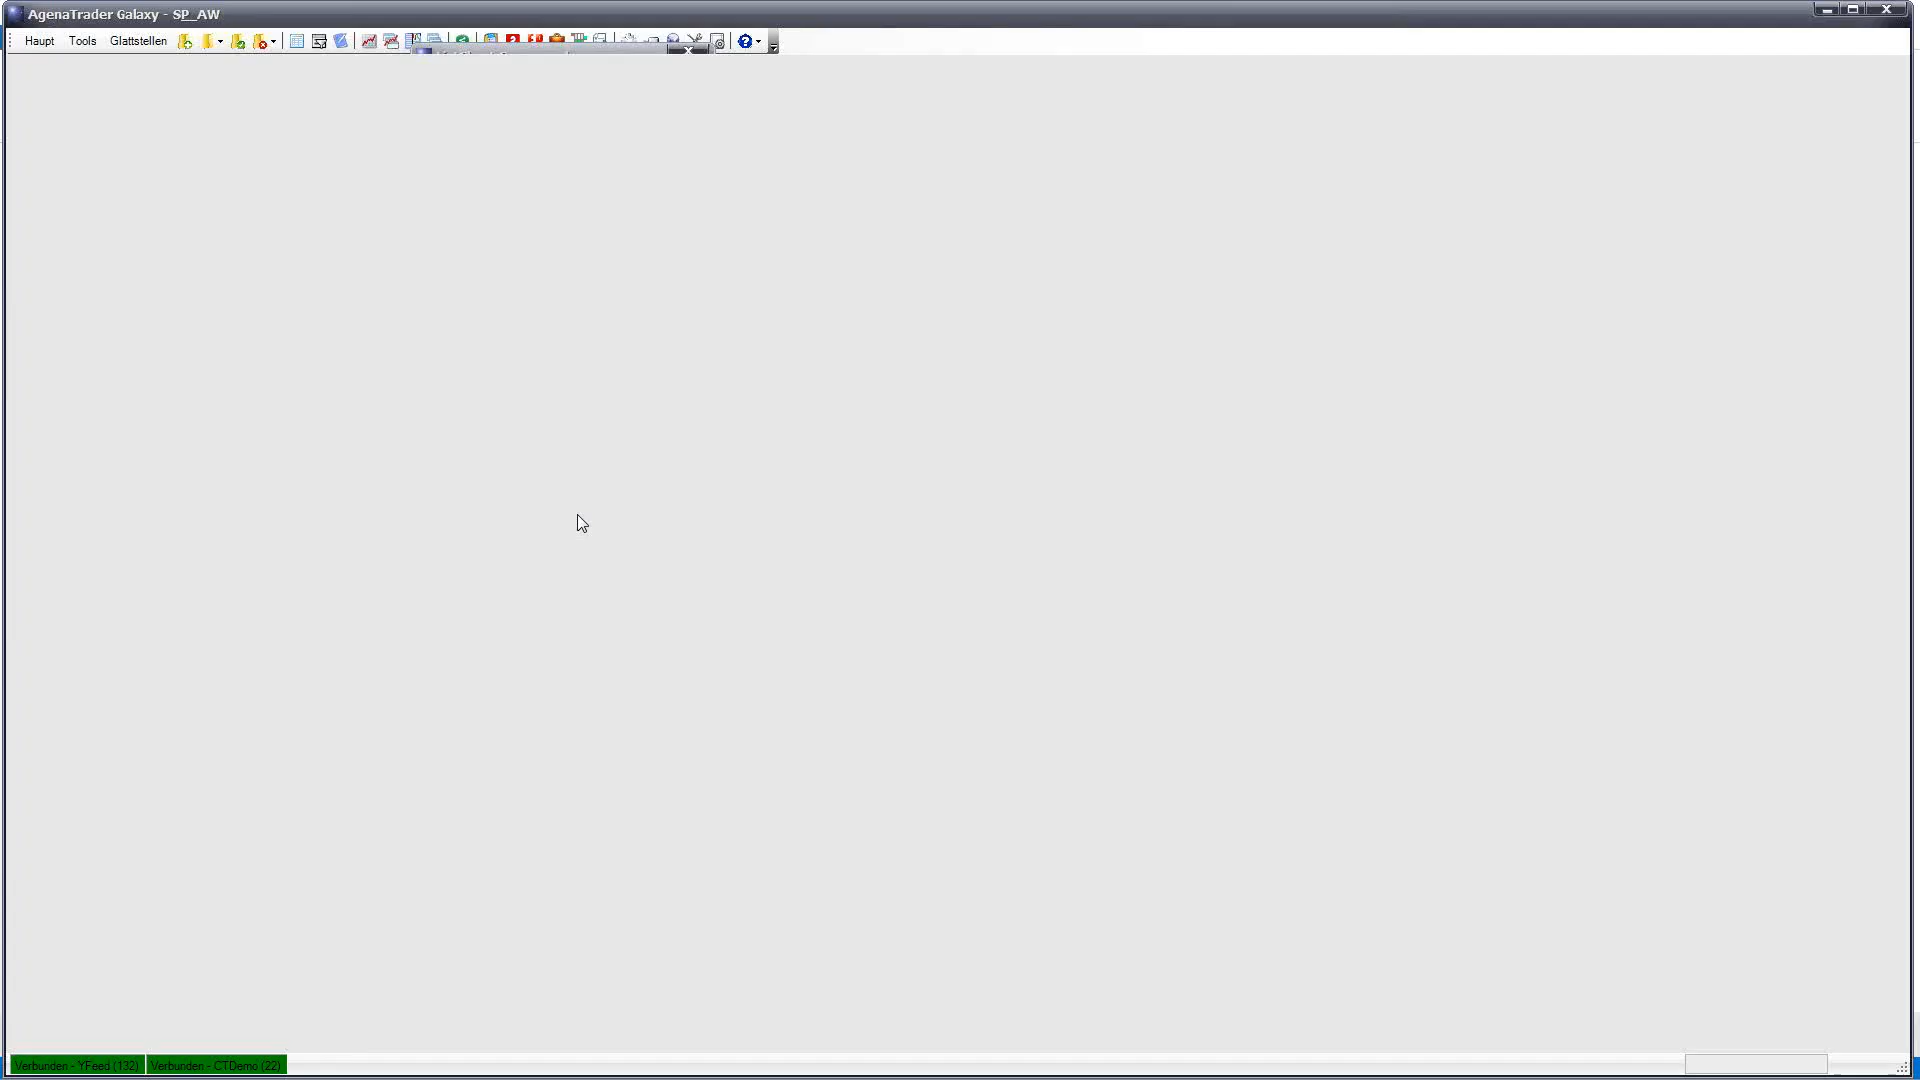 AgenaTrader Galaxy - SP_AW
Haupt Tools Glattstellen
Verbunden - YFeed (132) Verbunden - CTDemo (22)